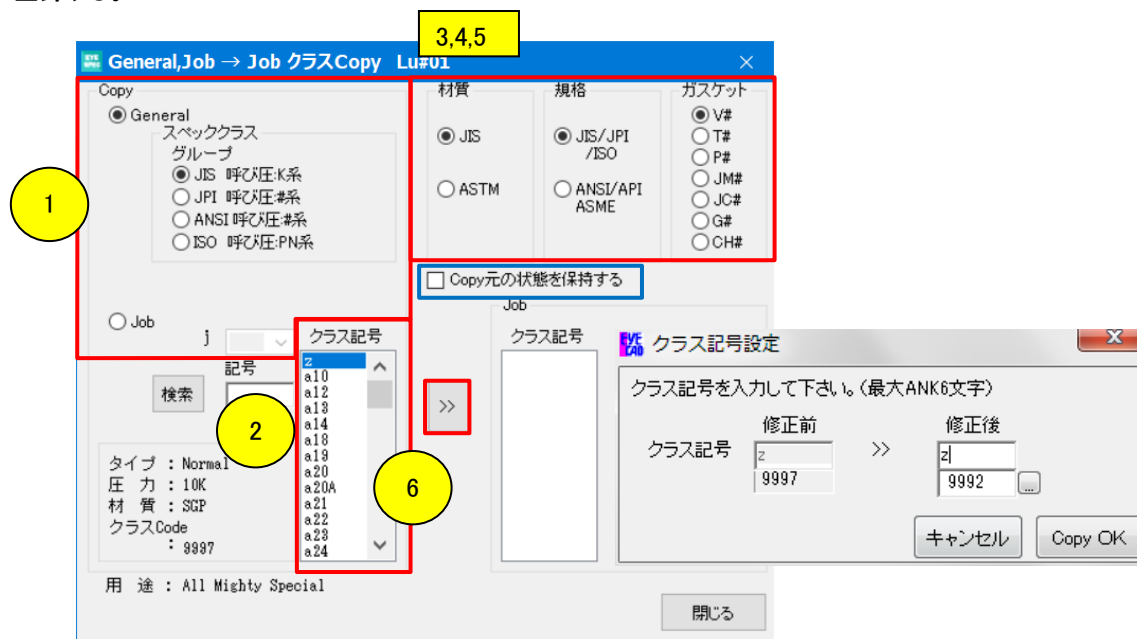 3,4,5
General,Job → Job クラスCopy Lu#01
Copy
General
スペッククラス
グループ
JIS 呼び圧:K系
JPI 呼び圧:#系
ANSI 呼び圧:#系
ISO 呼び圧:PN系
1
材質
JIS
ASTM
規格
JIS/JPI
/ISO
ANSI/API
ASME
ガスケット
V#
T#
P#
JM#
JC#
G#
CH#
Copy元の状態を保持する
Job
j
クラス記号
z
a10
a12
a13
a14
a18
a19
a20
a20A
a21
a22
a23
a24
記号
検索
2
>>
6
Job
クラス記号
タイプ : Normal
圧 力 : 10K
材 質 : SGP
クラスCode
: 9997
用 途 : All Mighty Special
閉じる
EYE CAD
クラス記号設定
クラス記号を入力して下さい。(最大ANK6文字)
修正前
修正後
クラス記号
z
>>
z
9997
9992
...
キャンセル
Copy OK